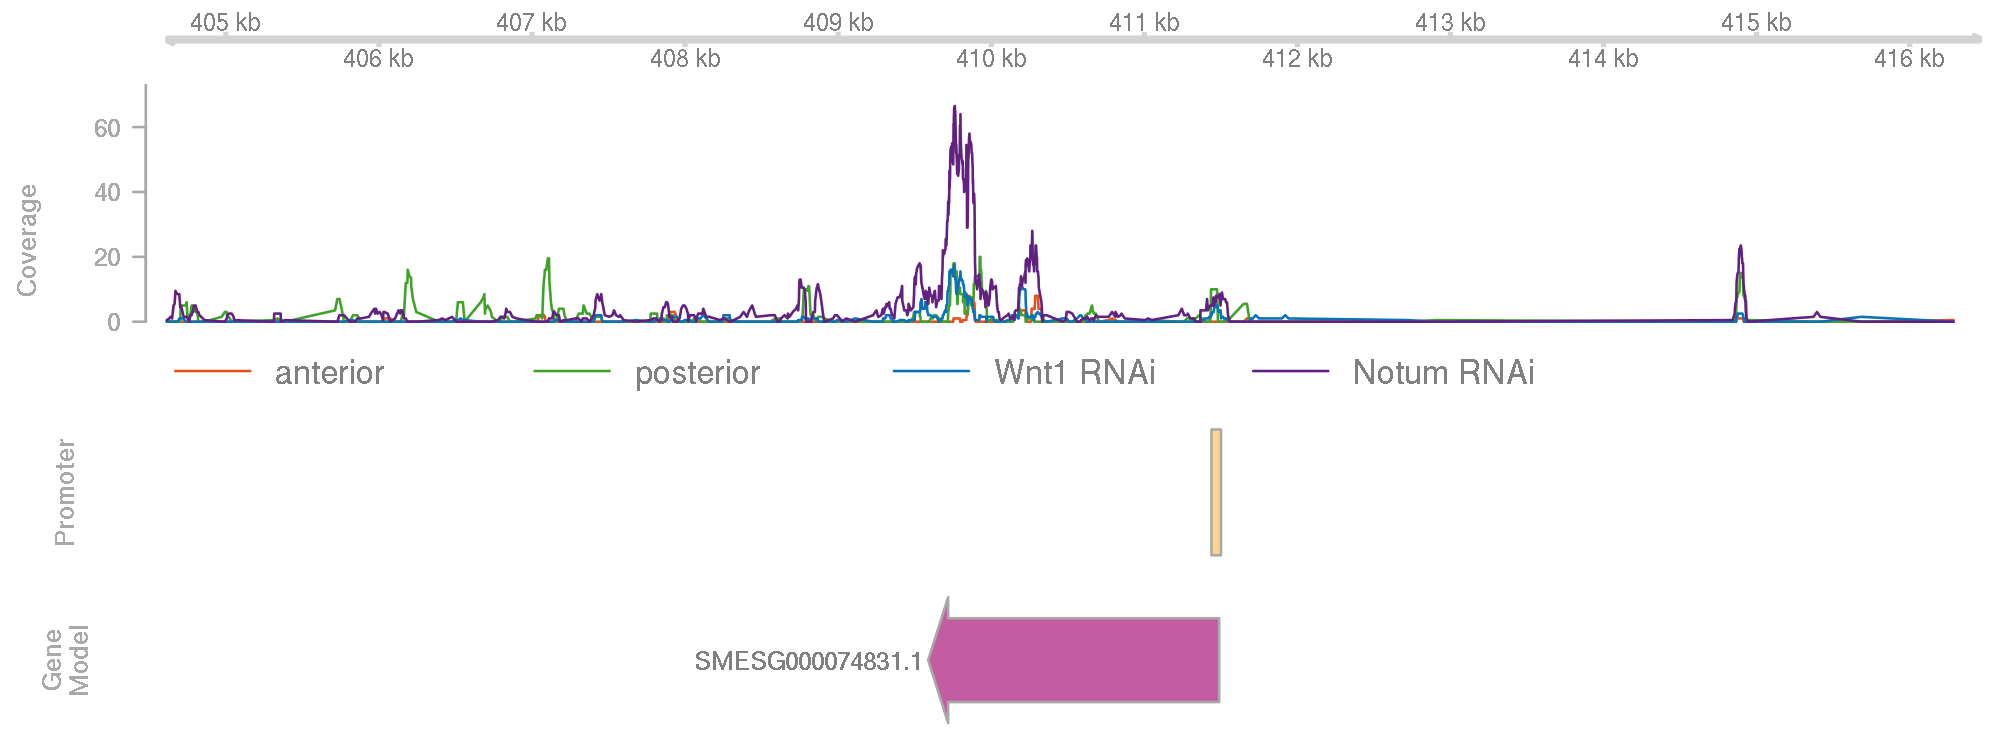 405 kb 407 kb 409 kb 411 kb 413 kb 415 kb
406 kb 408 kb 410 kb 412 kb 414 kb 416 kb
Coverage
60
40
20
0
anterior posterior Wnt1 RNAi Notum RNAi
Promoter
Gene
Model
SMESG000074831.1